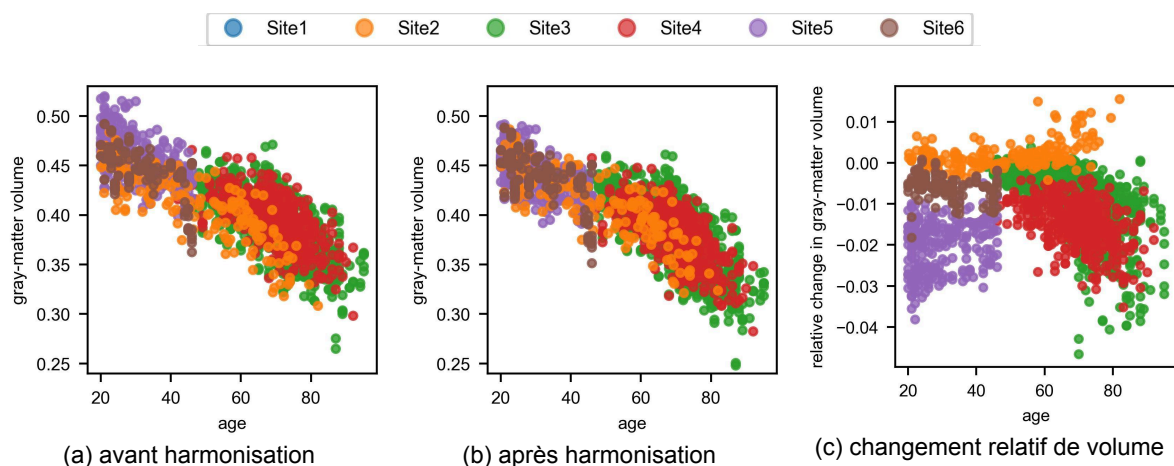 Site1 Site2 Site3 Site4 Site5 Site6
gray-matter volume
0.50
0.45
0.40
0.35
0.30
0.25
20 40 60 80
age
(a) avant harmonisation
gray-matter volume
0.50
0.45
0.40
0.35
0.30
0.25
20 40 60 80
age
(b) après harmonisation
relative change in gray-matter volume
0.01
0.00
−0.01
−0.02
−0.03
−0.04
20 40 60 80
age
(c) changement relatif de volume